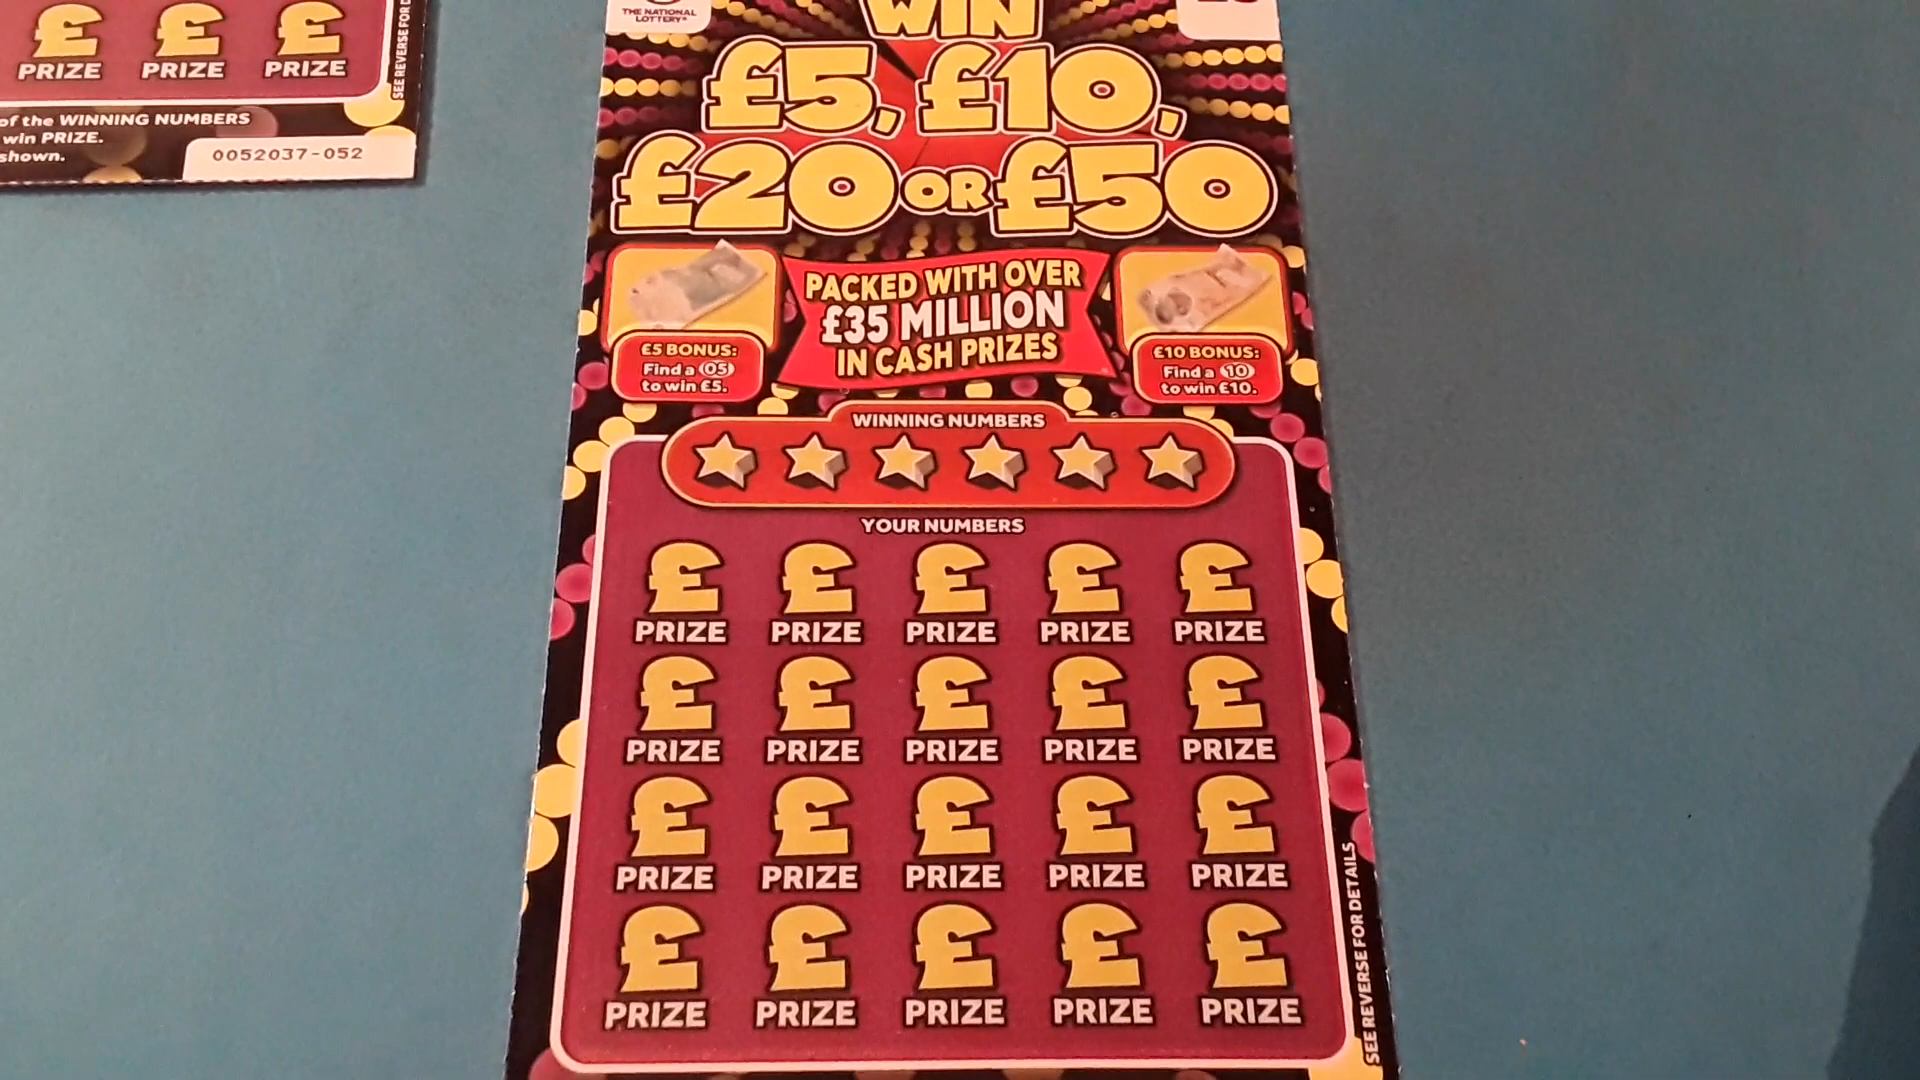 £ £ £
PRIZE PRIZE PRIZE
of the WINNING NUMBERS
win PRIZE.
shown.
0052037-052
THE NATIONAL
LOTTERY®
WIN
£5, £10,
£20 OR £50
PACKED WITH OVER
£35 MILLION
IN CASH PRIZES
£5 BONUS:
Find a 05
to win £5.
£10 BONUS:
Find a 10
to win £10.
WINNING NUMBERS
YOUR NUMBERS
£ £ £ £ £
PRIZE PRIZE PRIZE PRIZE PRIZE
£ £ £ £ £
PRIZE PRIZE PRIZE PRIZE PRIZE
£ £ £ £ £
PRIZE PRIZE PRIZE PRIZE PRIZE
£ £ £ £ £
PRIZE PRIZE PRIZE PRIZE PRIZE
SEE REVERSE FOR DETAILS
SEE REVERSE FOR